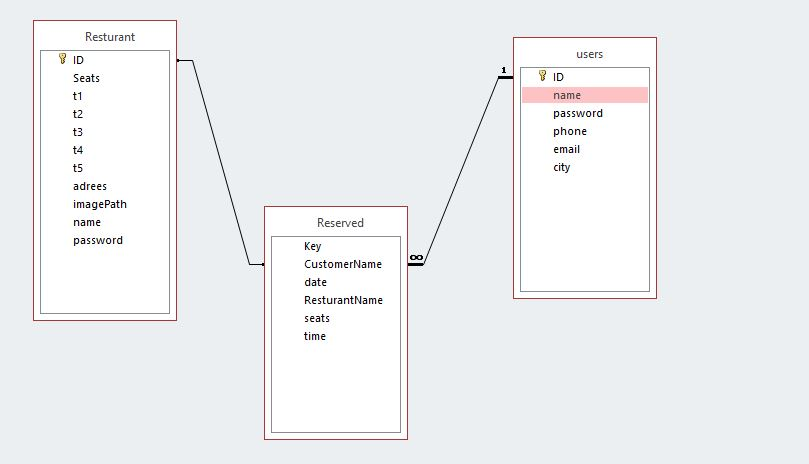 Resturant
ID
Seats
t1
t2
t3
t4
t5
adrees
imagePath
name
password
Reserved
Key
CustomerName
date
ResturantName
seats
time
users
ID
name
password
phone
email
city
1
∞